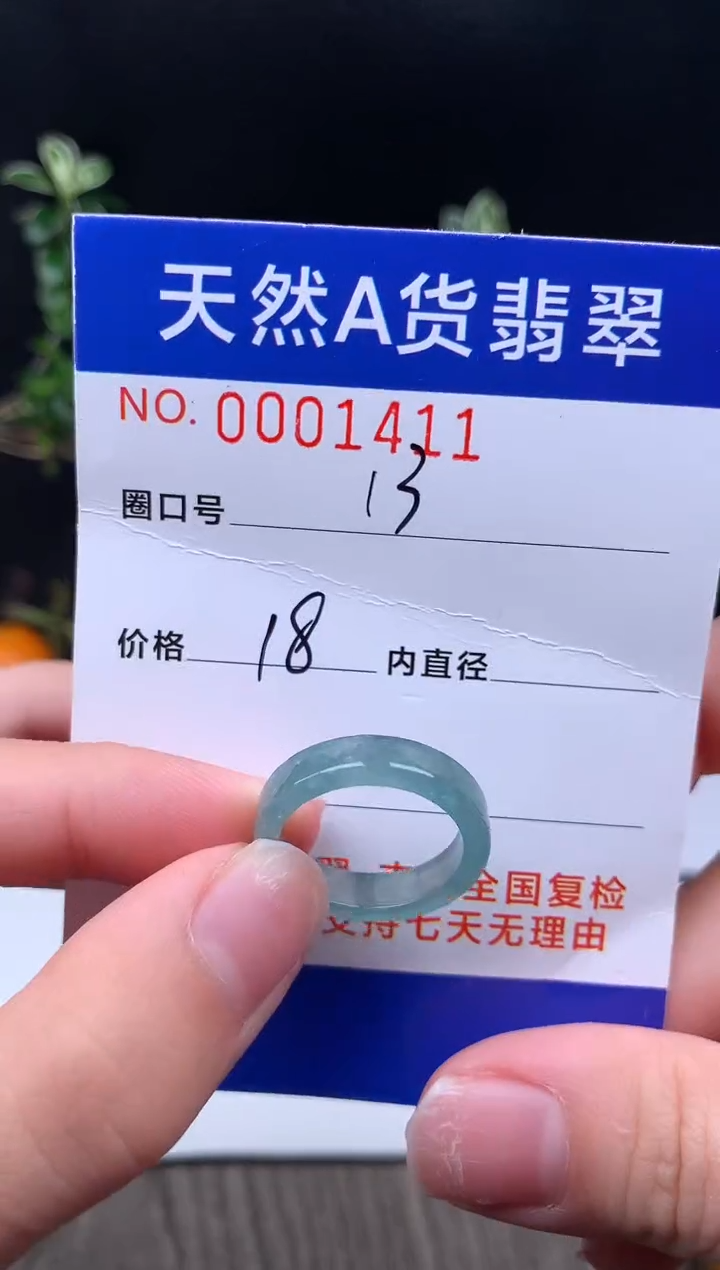 天然A货翡翠
NO. 0001411
圈口号 13
价格 18 内直径
全国复检
支持七天无理由